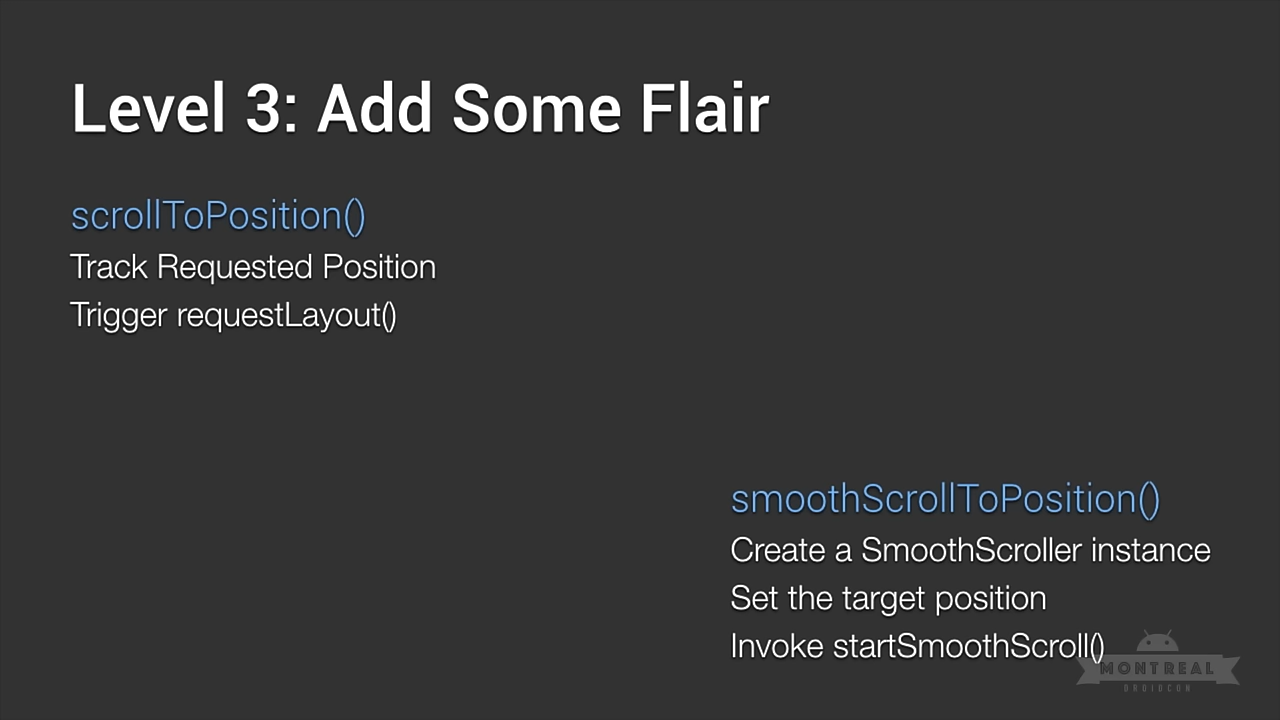 Level 3: Add Some Flair
scrollToPosition()
Track Requested Position
Trigger requestLayout()
smoothScrollToPosition()
Create a SmoothScroller instance
Set the target position
Invoke startSmoothScroll()
MONTREAL
DROIDCON